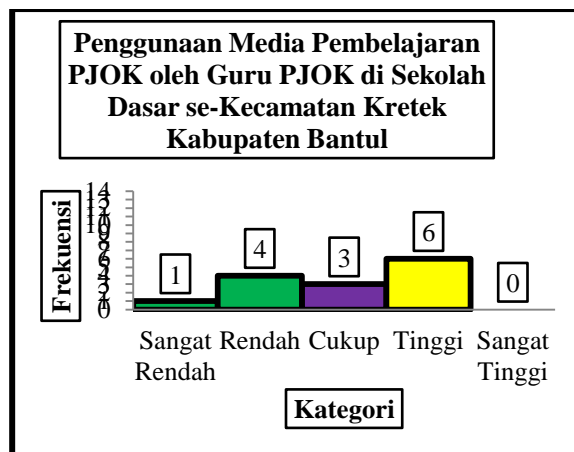 Penggunaan Media Pembelajaran
PJOK oleh Guru PJOK di Sekolah
Dasar se-Kecamatan Kretek
Kabupaten Bantul
Frekuensi
14
0
1
4
3
6
0
Sangat Rendah
Rendah
Cukup
Tinggi
Sangat Tinggi
Kategori